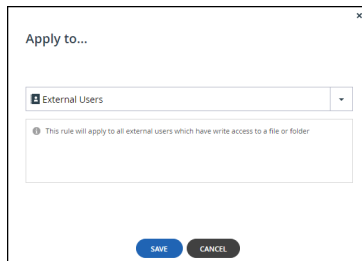 Apply to...
External Users
This rule will apply to all external users which have write access to a file or folder
SAVE
CANCEL